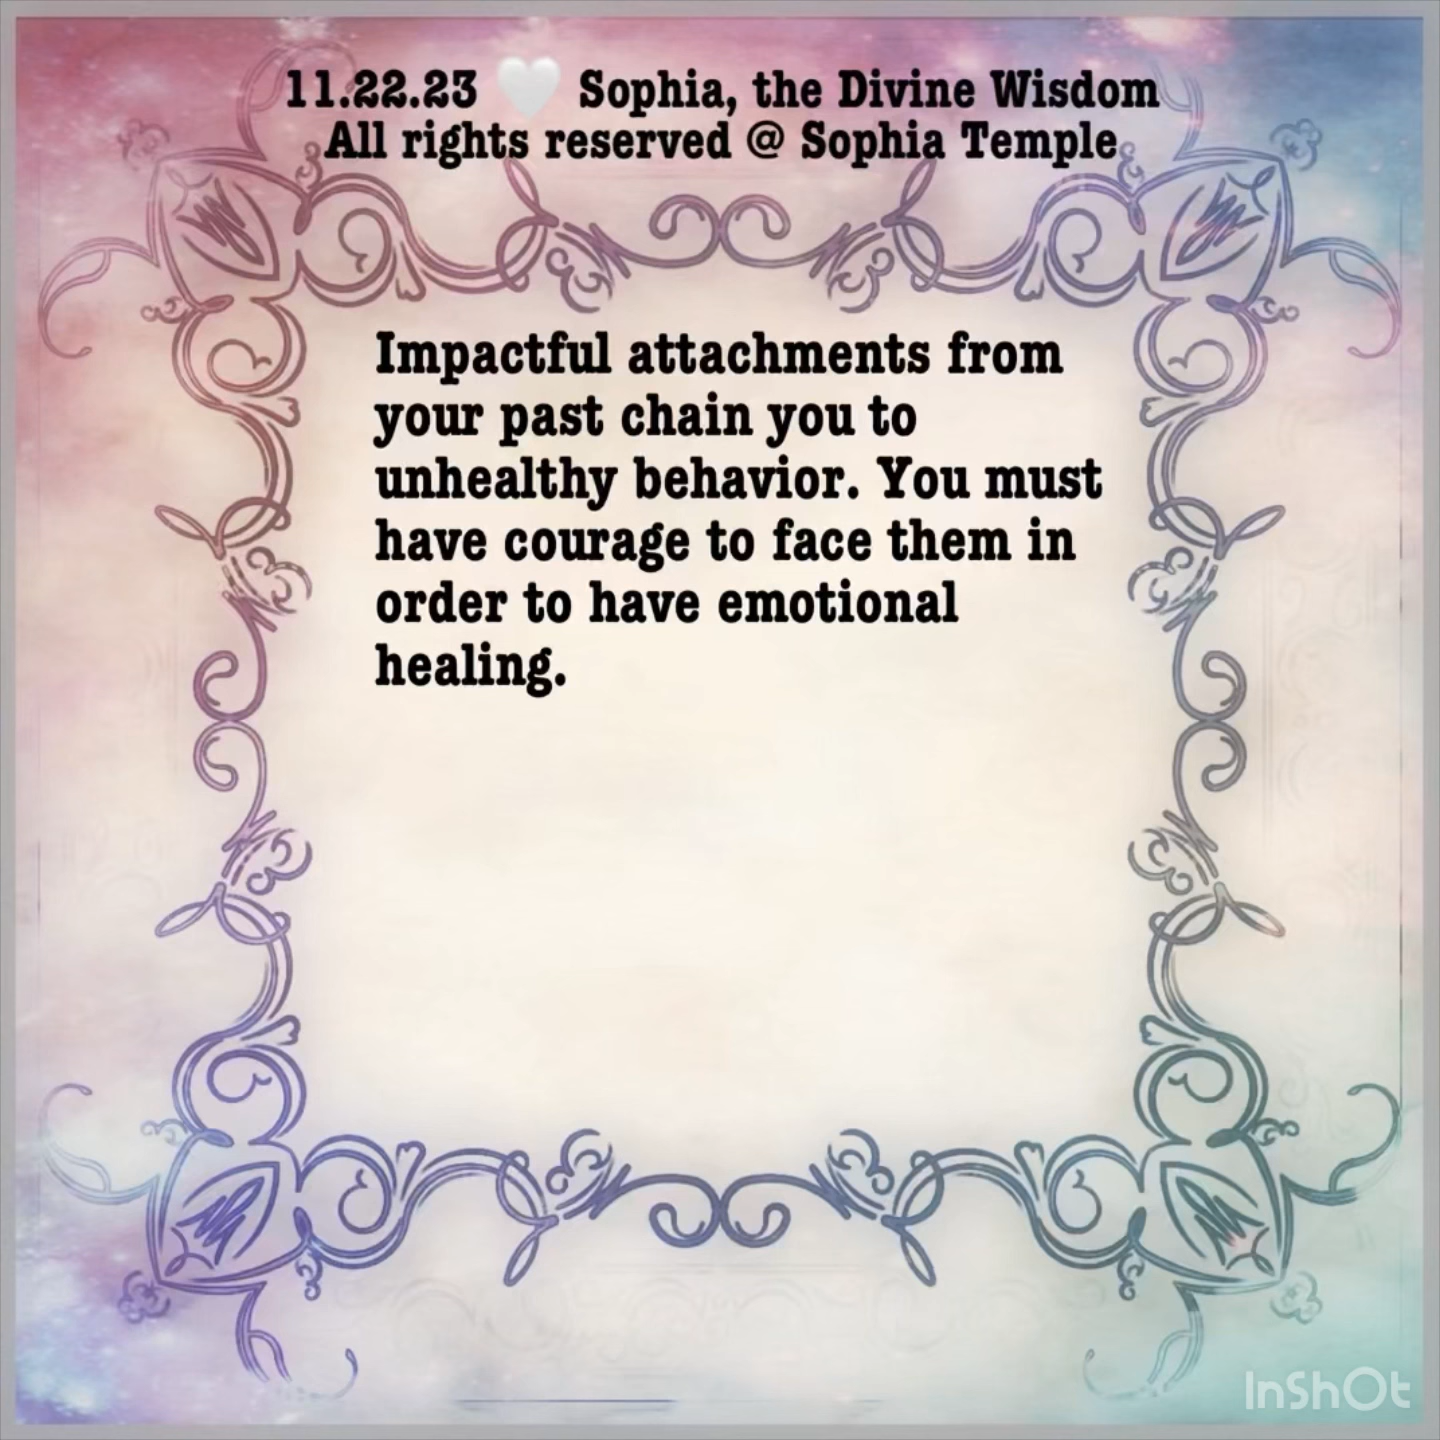 11.22.23 🤍 Sophia, the Divine Wisdom
All rights reserved @ Sophia Temple
Impactful attachments from
your past chain you to
unhealthy behavior. You must
have courage to face them in
order to have emotional
healing.
InShOt